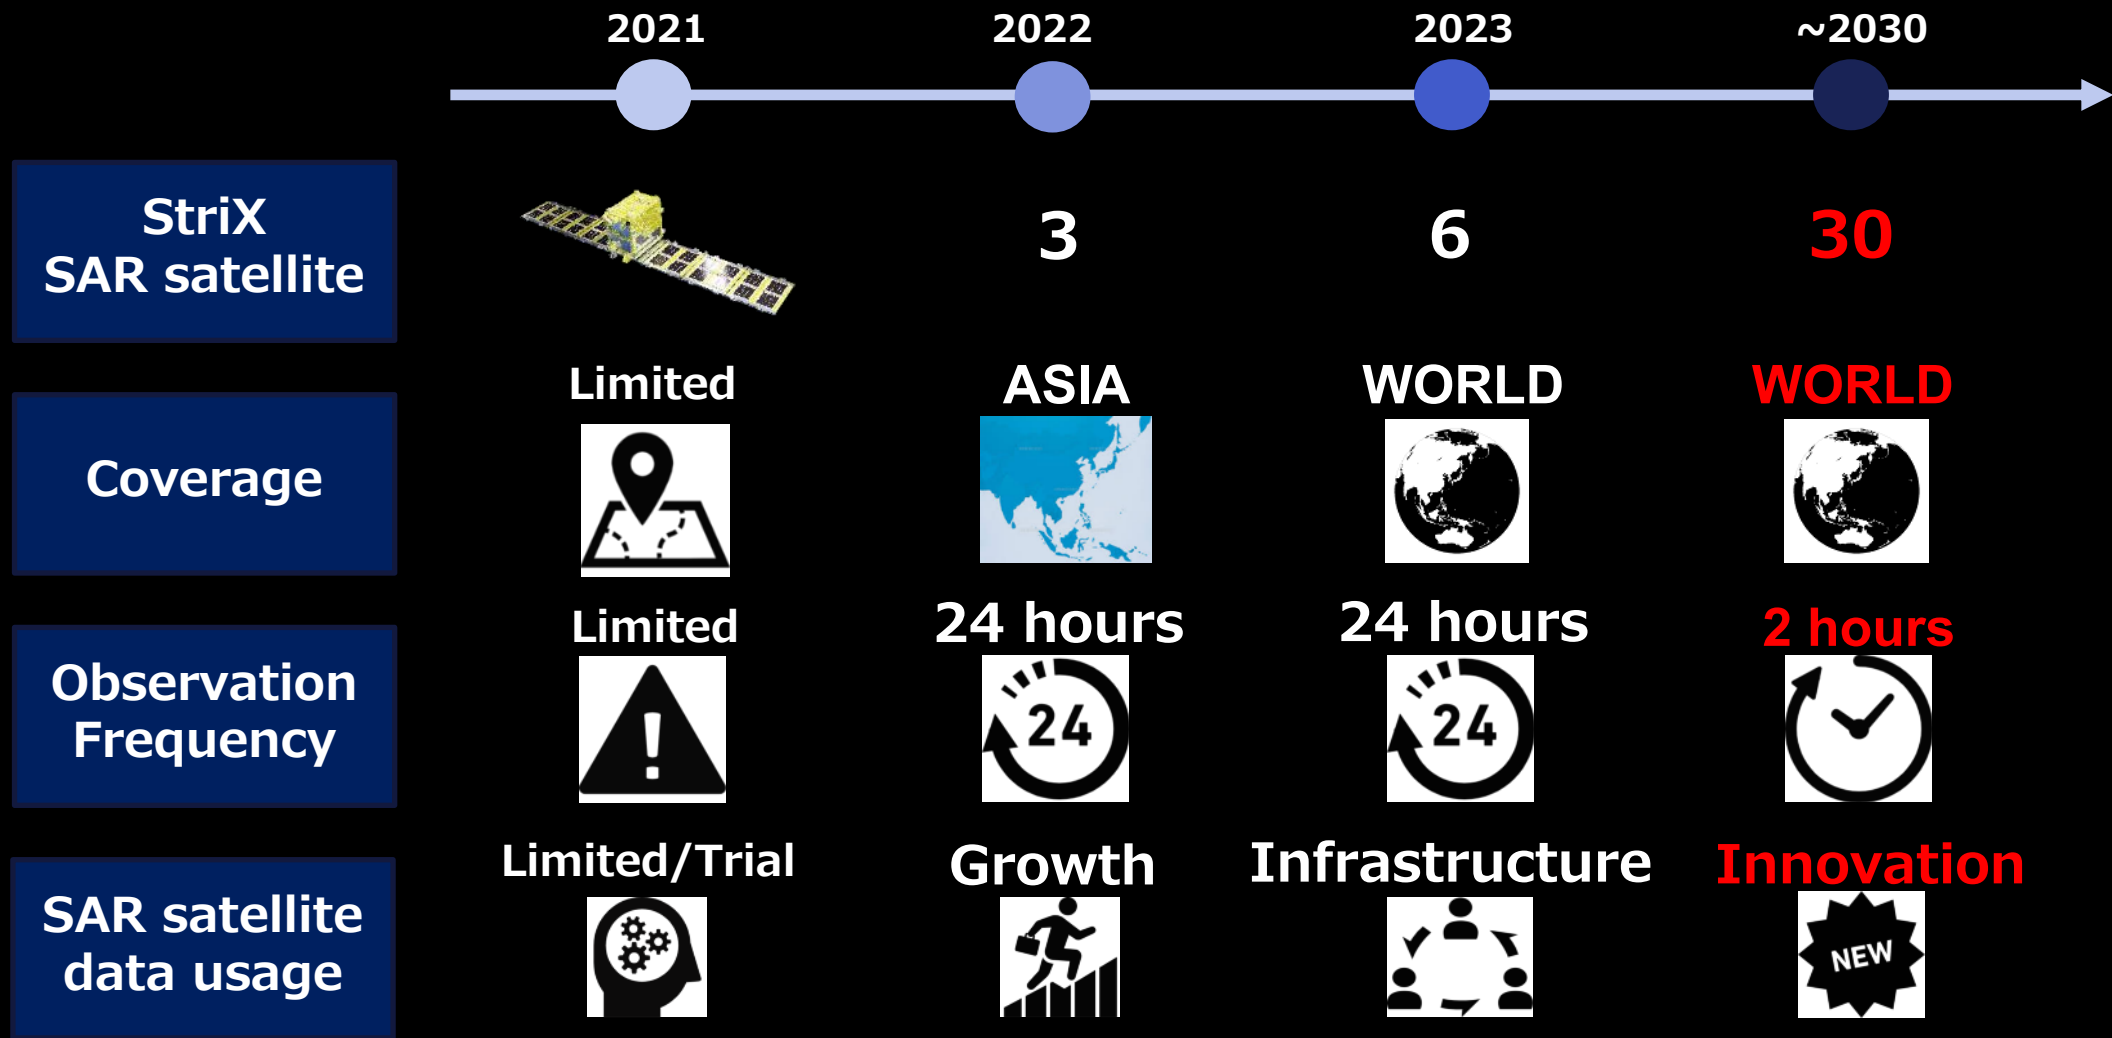 2021
2022
2023
~2030
StriX
SAR satellite
3
6
30
Coverage
Limited
ASIA
WORLD
WORLD
Observation
Frequency
Limited
24 hours
24 hours
2 hours
24
24
SAR satellite
data usage
Limited/Trial
Growth
Infrastructure
Innovation
NEW